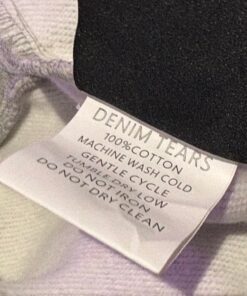 DENIM TEARS
100%COTTON
MACHINE WASH COLD
GENTLE CYCLE
TUMBLE DRY LOW
DO NOT IRON
DO NOT DRY CLEAN